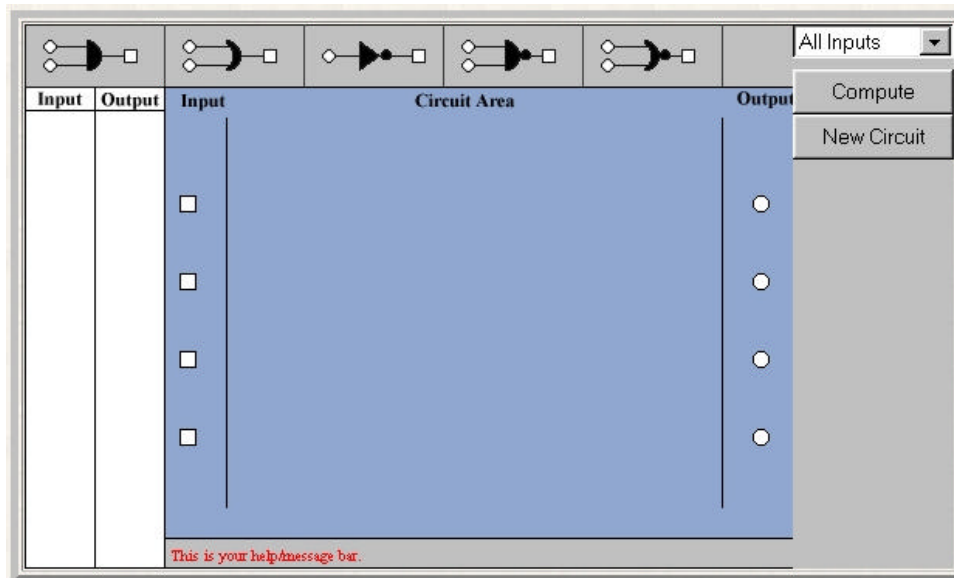 All Inputs
Compute
New Circuit
Input Output Input Circuit Area Output
This is your help/message bar.